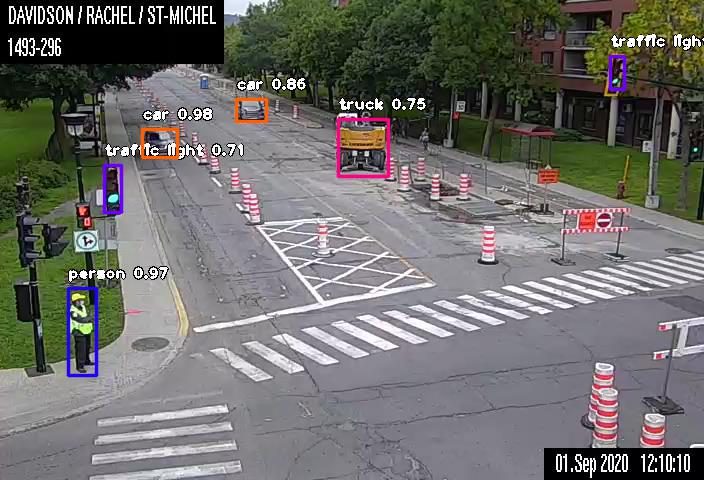 DAVIDSON / RACHEL / ST-MICHEL
1493-296
traffic light
car 0.86
truck 0.75
car 0.98
traffic light 0.71
person 0.97
01.Sep 2020 12:10:10